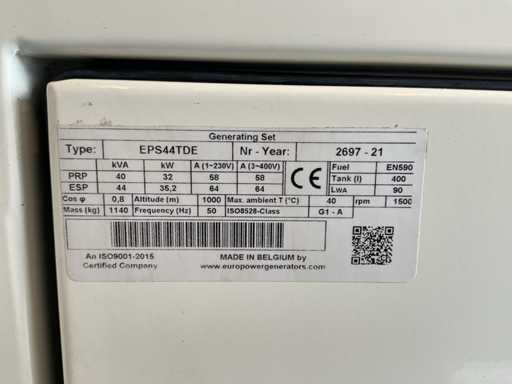 Generating Set
Type: EPS44TDE Nr - Year: 2697 - 21
kVA kW A (1~230V) A (3~400V) CE Fuel EN590
PRP 40 32 58 58 Tank (l) 400
ESP 44 35,2 64 64 LWA 90
Cos φ 0,8 Altitude (m) 1000 Max. ambient T (°C) 40 rpm 1500
Mass (kg) 1140 Frequency (Hz) 50 ISO8528-Class G1 - A
An ISO9001-2015 MADE IN BELGIUM by
Certified Company www.europowergenerators.com